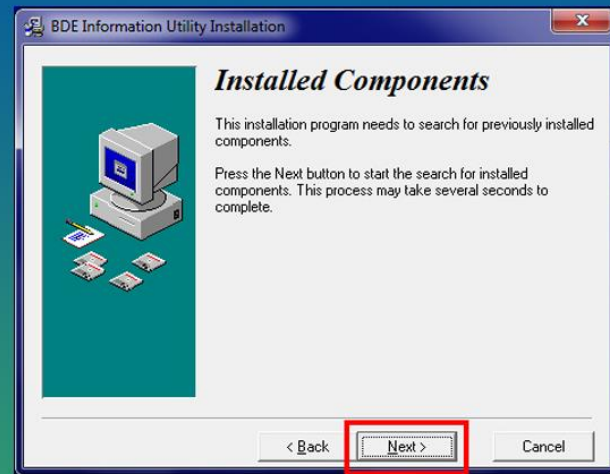 BDE Information Utility Installation
Installed Components
This installation program needs to search for previously installed
components.
Press the Next button to start the search for installed
components. This process may take several seconds to
complete.
< Back
Next >
Cancel